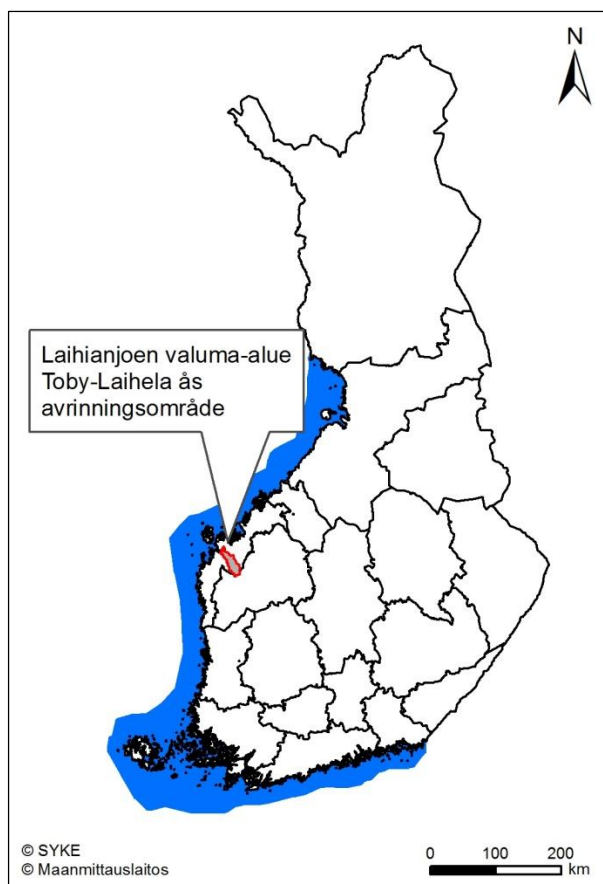 N
Laihianjoen valuma-alue
Toby-Laihela ås
avrinningsområde
© SYKE
© Maanmittauslaitos
0 100 200
km